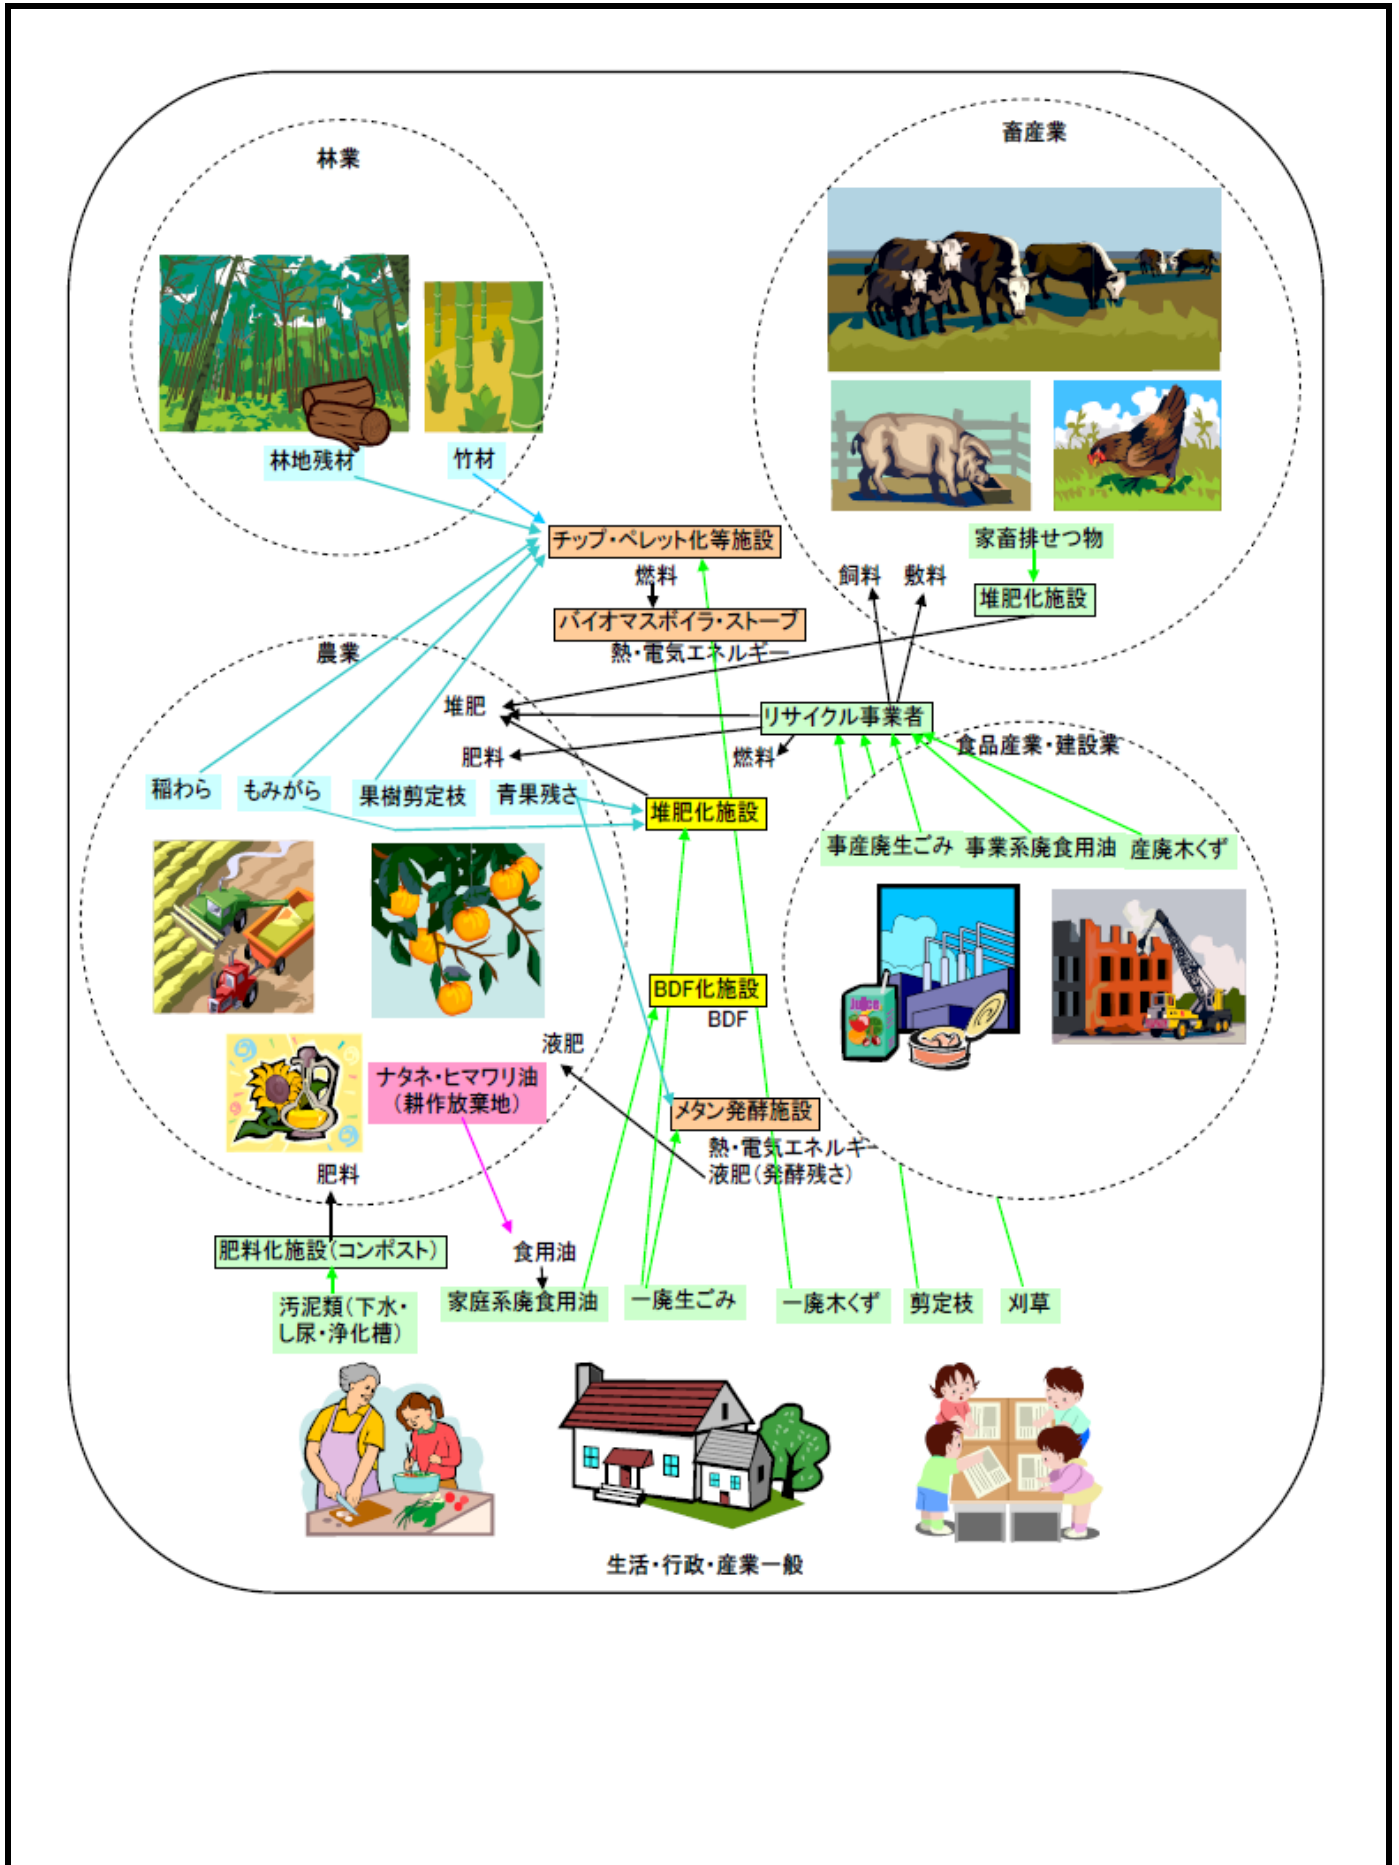 林業
畜産業
林地残材
竹材
チップ・ペレット化等施設
燃料
バイオマスボイラ・ストーブ
熱・電気エネルギー
家畜排せつ物
飼料
敷料
堆肥化施設
農業
堆肥
肥料
リサイクル事業者
燃料
食品産業・建設業
稲わら
もみがら
果樹剪定枝
青果残さ
堆肥化施設
事産廃生ごみ
事業系廃食用油
産廃木くず
Juice
BDF化施設
BDF
液肥
ナタネ・ヒマワリ油
（耕作放棄地）
メタン発酵施設
熱・電気エネルギー
液肥（発酵残さ）
肥料
肥料化施設（コンポスト）
食用油
汚泥類（下水・
し尿・浄化槽）
家庭系廃食用油
一廃生ごみ
一廃木くず
剪定枝
刈草
生活・行政・産業一般